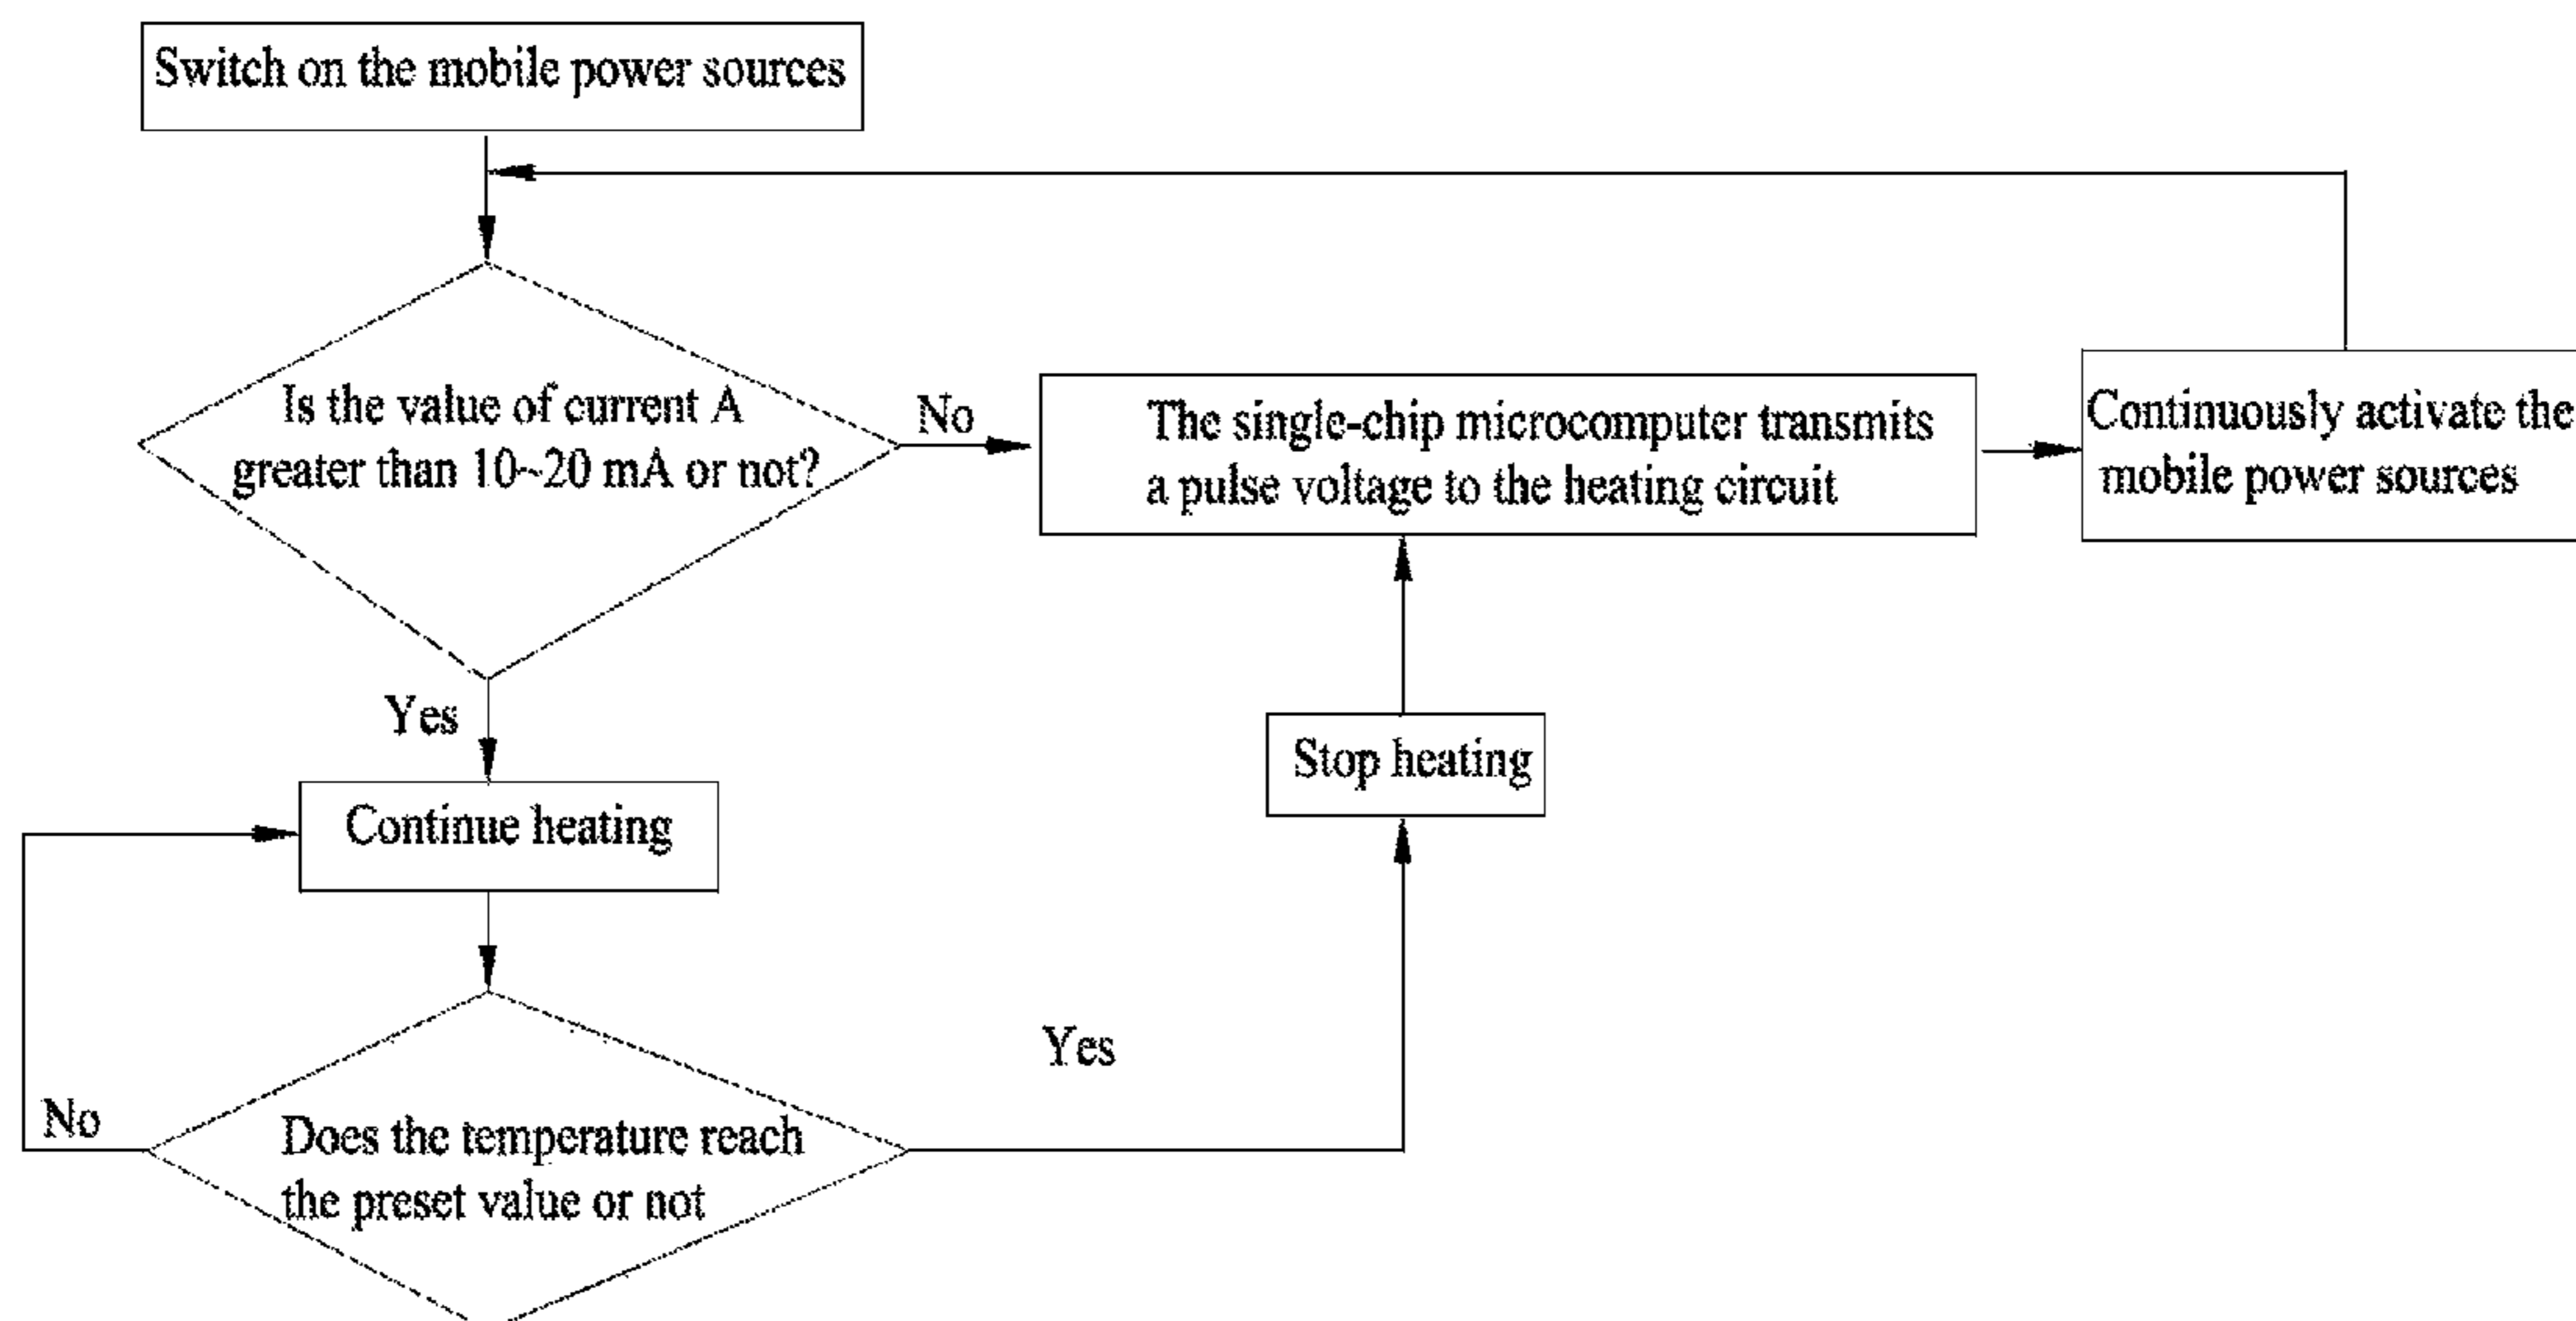 Switch on the mobile power sources
Is the value of current A
greater than 10~20 mA or not?
No
The single-chip microcomputer transmits
a pulse voltage to the heating circuit
Continuously activate the
mobile power sources
Yes
Continue heating
Stop heating
Yes
No
Does the temperature reach
the preset value or not